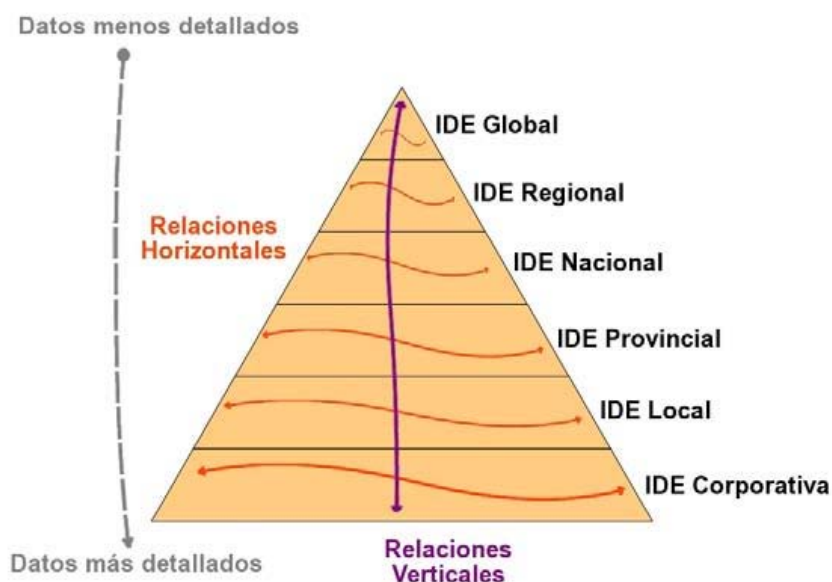 Datos menos detallados
IDE Global
IDE Regional
Relaciones
Horizontales
IDE Nacional
IDE Provincial
IDE Local
IDE Corporativa
Datos más detallados
Relaciones
Verticales